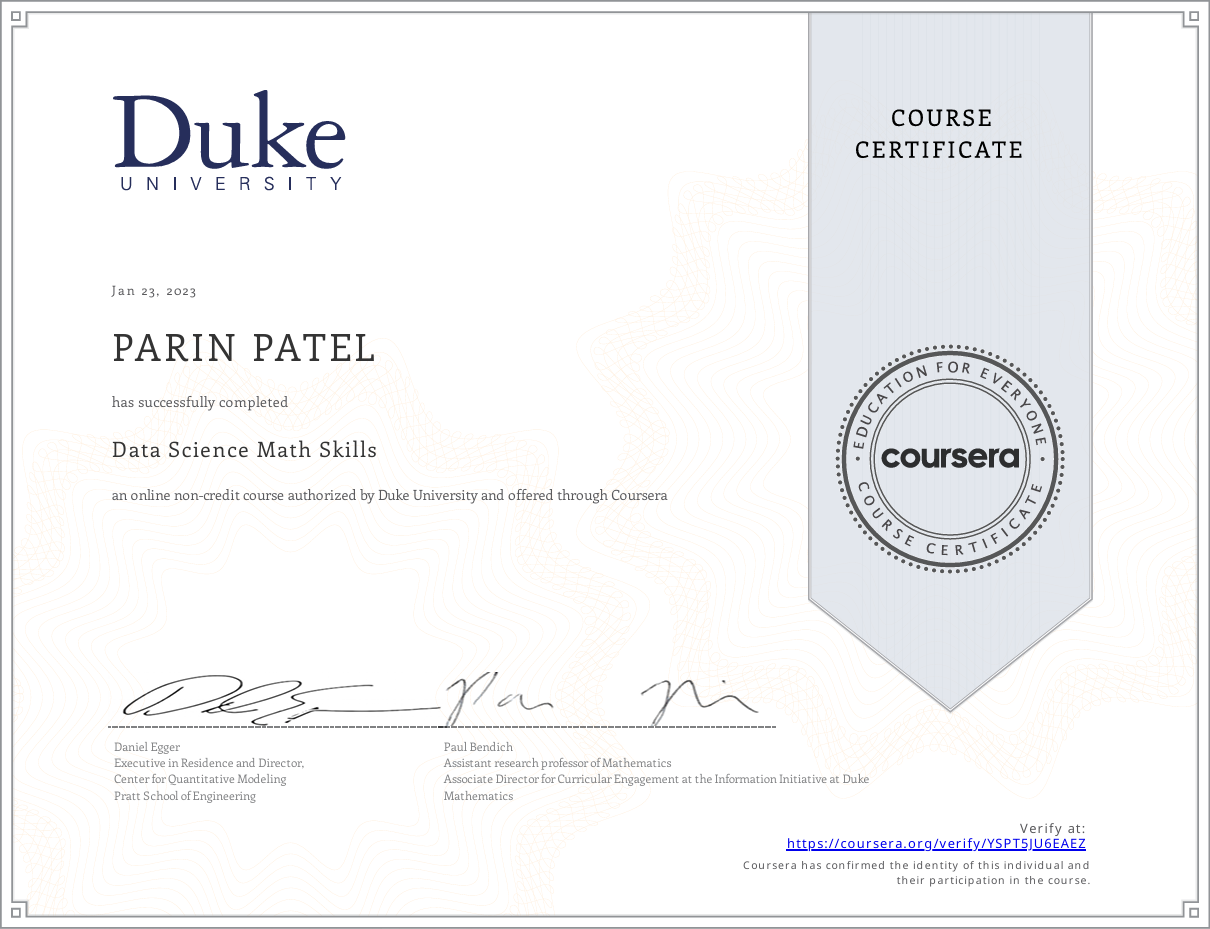 Duke
UNIVERSITY
COURSE
CERTIFICATE
Jan 23, 2023
PARIN PATEL
has successfully completed
Data Science Math Skills
an online non-credit course authorized by Duke University and offered through Coursera
EDUCATION FOR EVERYONE
coursera
COURSE CERTIFICATE
Daniel Egger
Executive in Residence and Director,
Center for Quantitative Modeling
Pratt School of Engineering
Paul Bendich
Assistant research professor of Mathematics
Associate Director for Curricular Engagement at the Information Initiative at Duke
Mathematics
Verify at:
https://coursera.org/verify/YSPT5JU6EAEZ
Coursera has confirmed the identity of this individual and
their participation in the course.